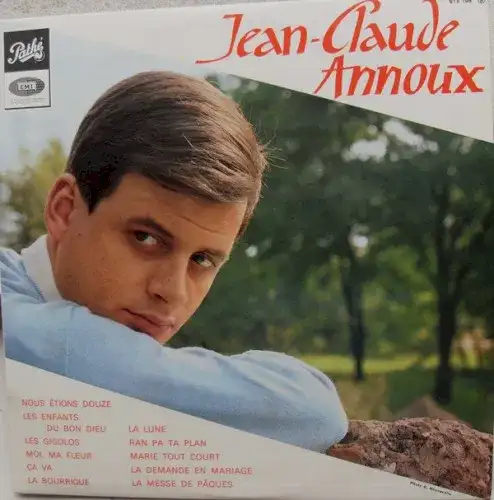 Pathé
EMI
Jean-Claude
ANNOUX
NOUS ÉTIONS DOUZE
LES ENFANTS
DU BON DIEU
LES GIGOLOS
MOI, MA FLEUR
ÇA VA
LA BOURRIQUE
LA LUNE
RAN PA TA PLAN
MARIE TOUT COURT
LA DEMANDE EN MARIAGE
LA MESSE DE PÂQUES